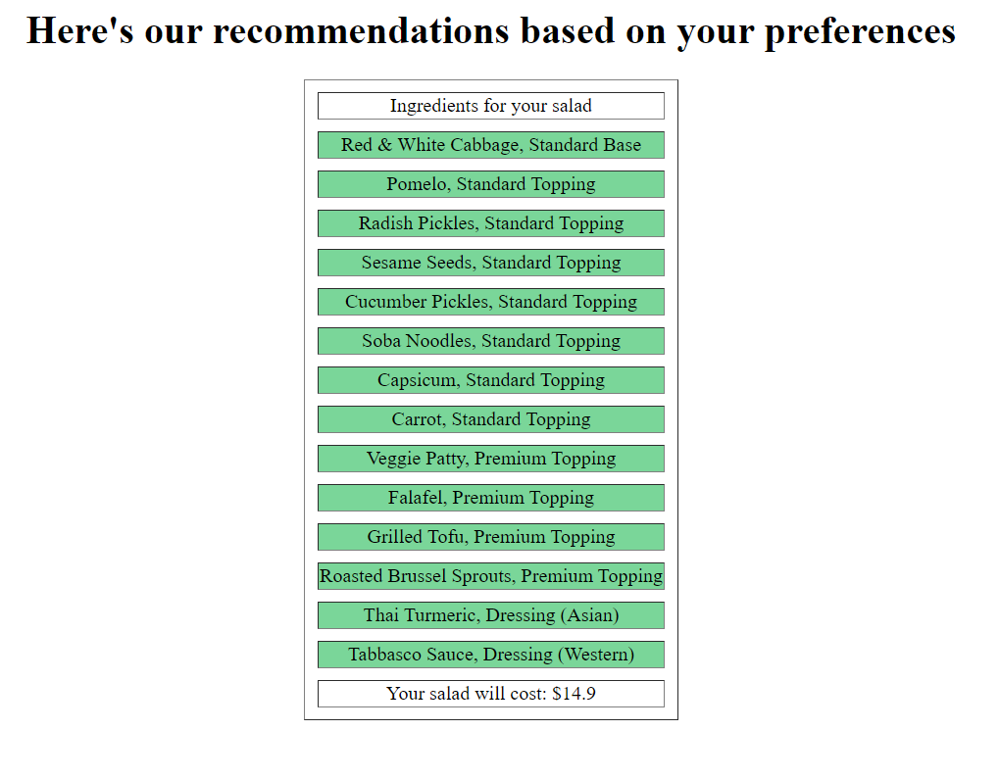 Here's our recommendations based on your preferences
Ingredients for your salad
Red & White Cabbage, Standard Base
Pomelo, Standard Topping
Radish Pickles, Standard Topping
Sesame Seeds, Standard Topping
Cucumber Pickles, Standard Topping
Soba Noodles, Standard Topping
Capsicum, Standard Topping
Carrot, Standard Topping
Veggie Patty, Premium Topping
Falafel, Premium Topping
Grilled Tofu, Premium Topping
Roasted Brussel Sprouts, Premium Topping
Thai Turmeric, Dressing (Asian)
Tabbasco Sauce, Dressing (Western)
Your salad will cost: $14.9